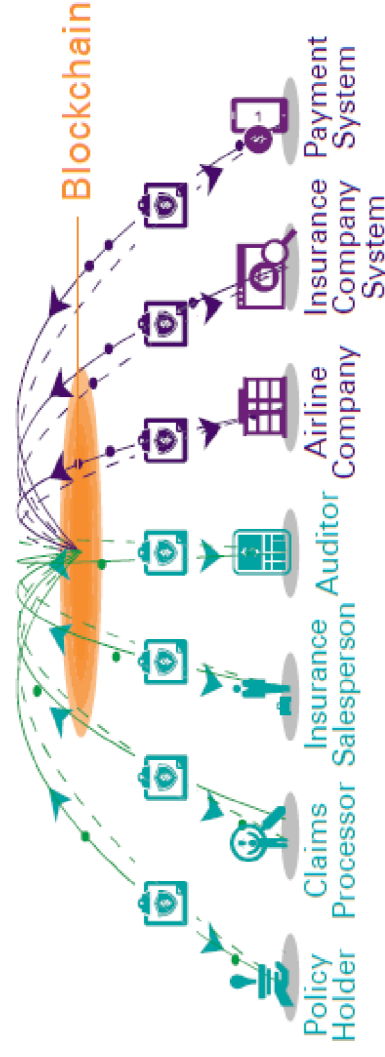 Blockchain
Policy
Holder
Claims
Processor
Insurance
Salesperson
Auditor
Airline
Company
Insurance
Company
System
Payment
System